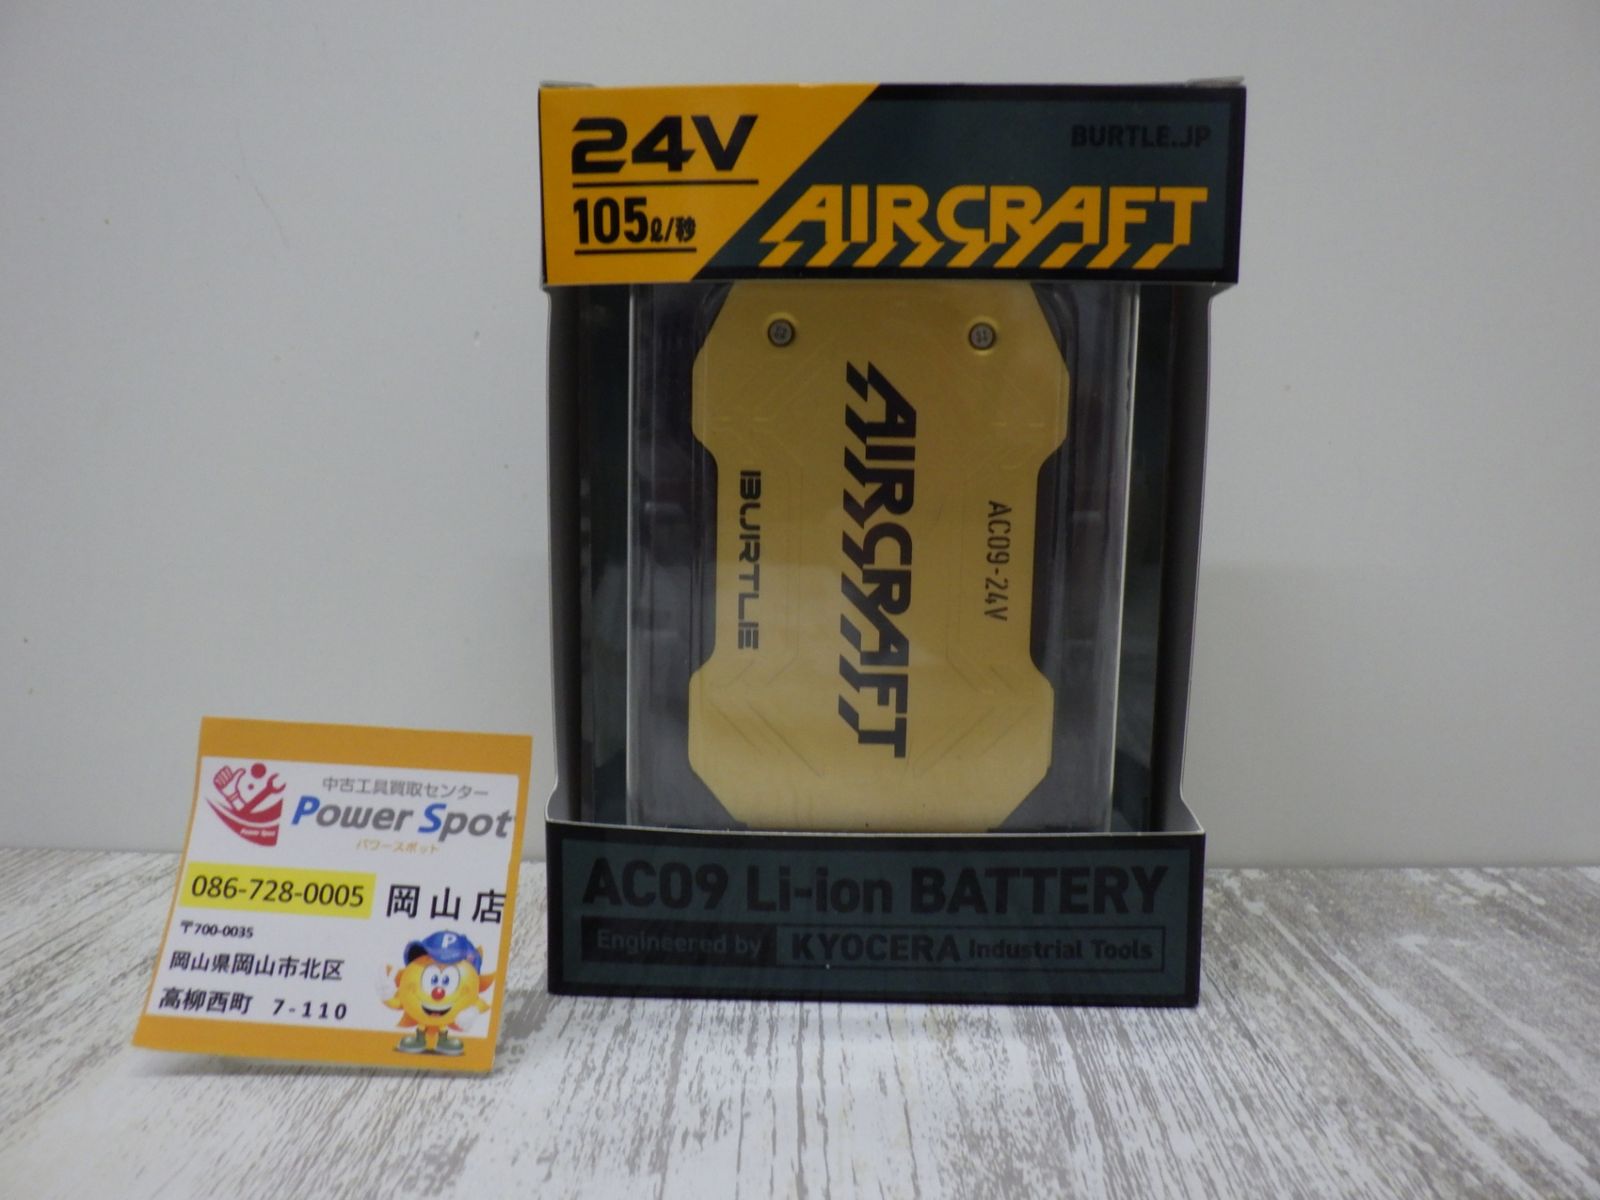 24V
105ℓ/秒
BURTLE.JP
AIRCRAFT
AIRCRAFT
BURTLE
AC09-24V
AC09 Li-ion BATTERY
Engineered by KYOCERA Industrial Tools
中古工具買取センター
Power Spot
パワースポット
Power Spot
086-728-0005 岡山店
〒700-0035
岡山県岡山市北区
高柳西町 7-110
P